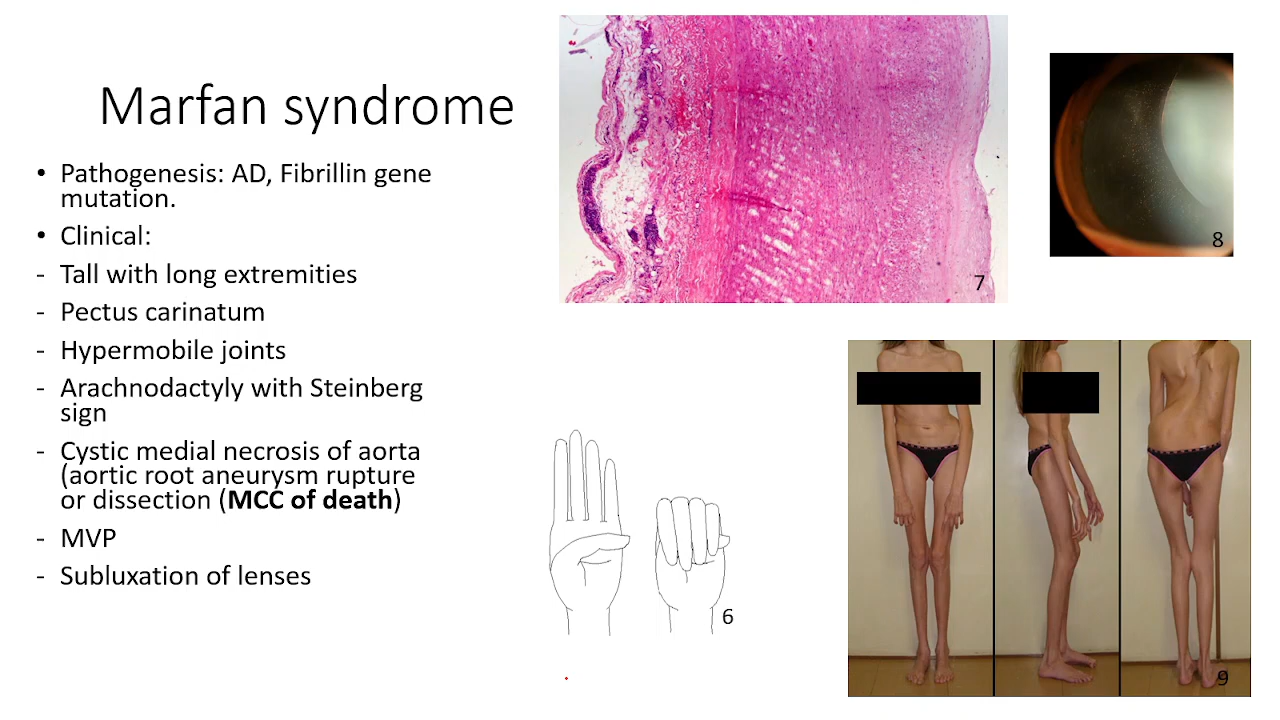 Marfan syndrome
• Pathogenesis: AD, Fibrillin gene
mutation.
• Clinical:
- Tall with long extremities
- Pectus carinatum
- Hypermobile joints
- Arachnodactyly with Steinberg
sign
- Cystic medial necrosis of aorta
(aortic root aneurysm rupture
or dissection (MCC of death)
- MVP
- Subluxation of lenses
7
8
6
9